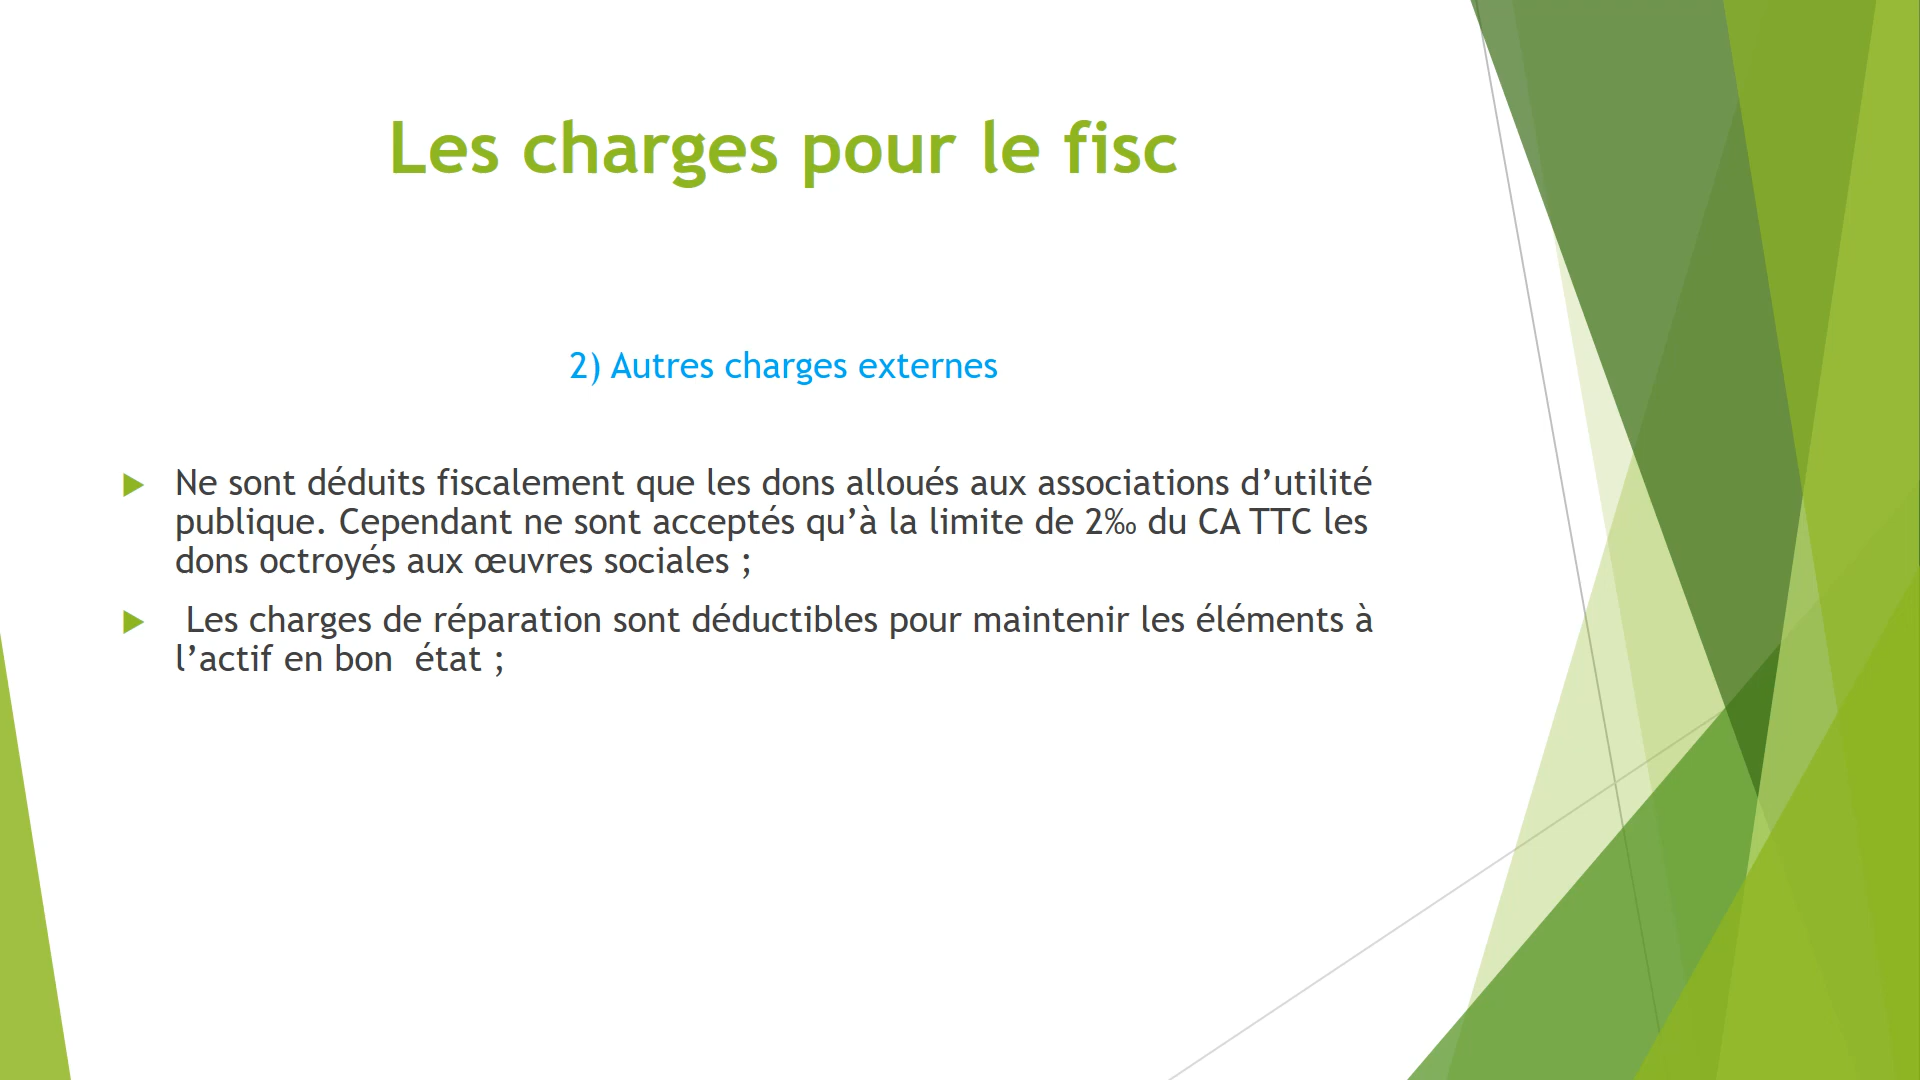 Les charges pour le fisc
2) Autres charges externes
Ne sont déduits fiscalement que les dons alloués aux associations d’utilité
publique. Cependant ne sont acceptés qu’à la limite de 2‰ du CA TTC les
dons octroyés aux œuvres sociales ;
Les charges de réparation sont déductibles pour maintenir les éléments à
l’actif en bon  état ;